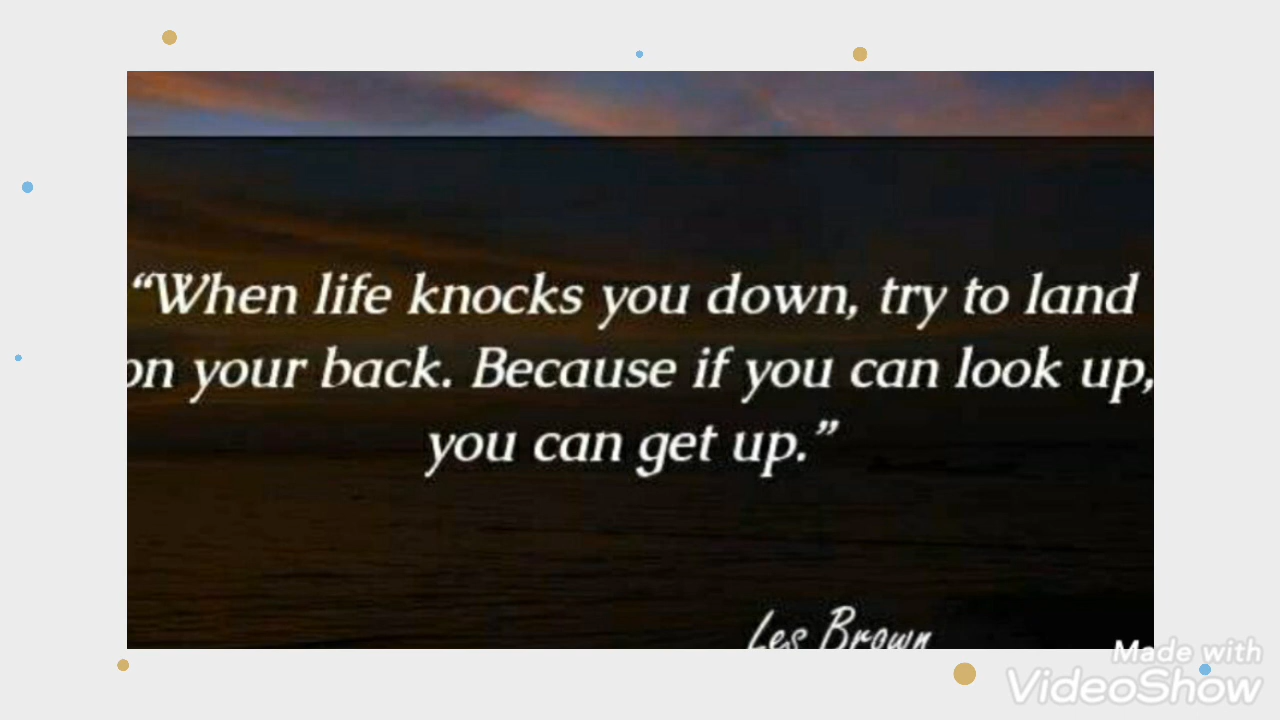 “When life knocks you down, try to land
on your back. Because if you can look up,
you can get up.”
Les Brown
Made with
VideoShow